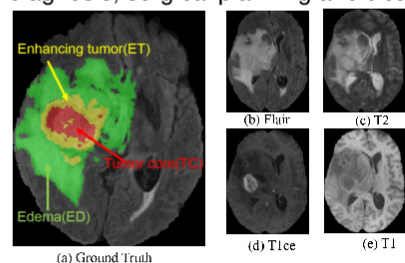 Enhancing tumor(ET)
Tumor core(TC)
Edema(ED)
(a) Ground Truth
(b) Flair
(c) T2
(d) T1ce
(e) T1